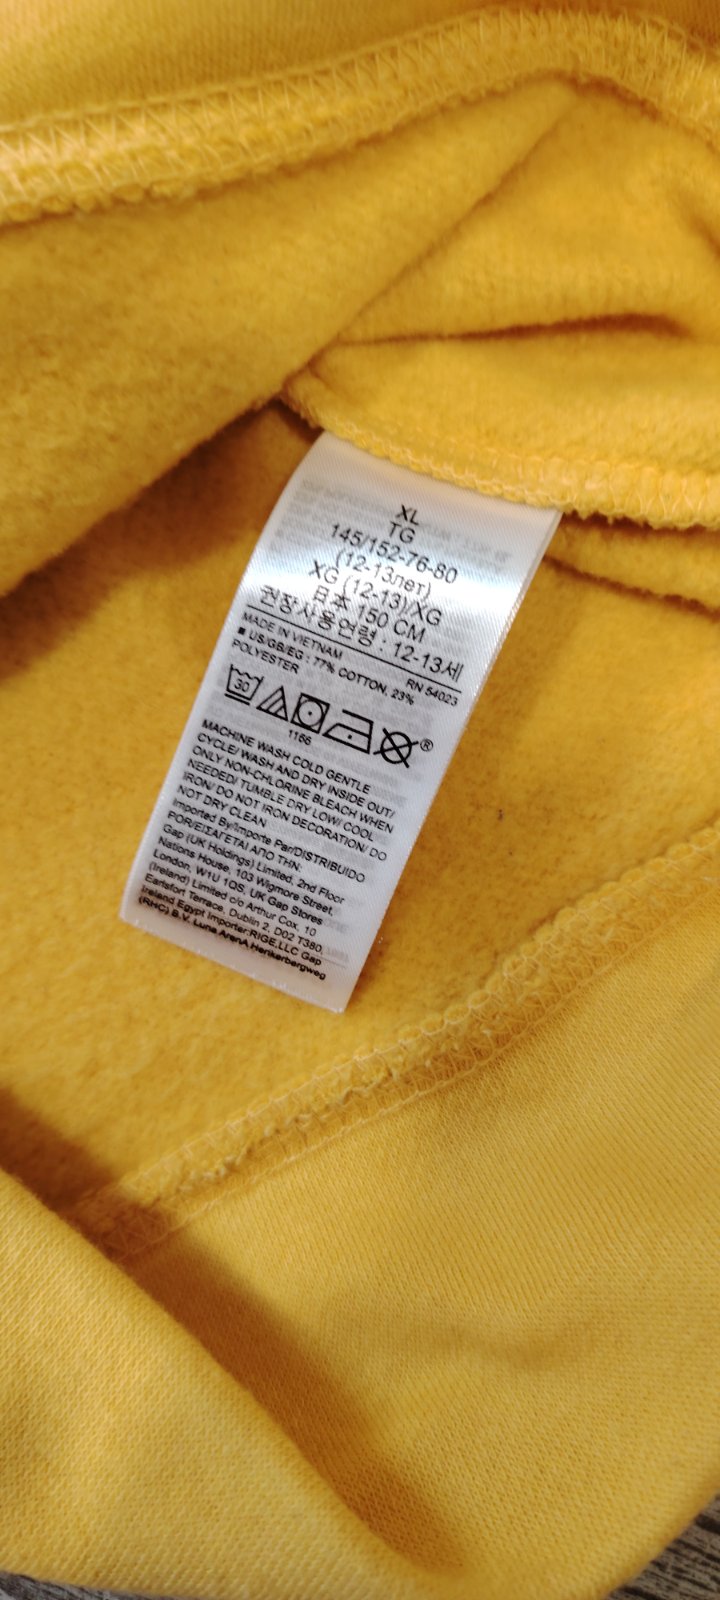 XL
TG
145/152-76-80
(12-13лет)
XG (12-13)/XG
日本 150 CM
권장사용연령 : 12-13세
MADE IN VIETNAM
RN 54023
■ US/GB/EG : 77% COTTON, 23%
POLYESTER
30
®
1166
MACHINE WASH COLD GENTLE
CYCLE/ WASH AND DRY INSIDE OUT/
ONLY NON-CHLORINE BLEACH WHEN
NEEDED/ TUMBLE DRY LOW/ COOL
IRON/ DO NOT IRON DECORATION/ DO
NOT DRY CLEAN
Imported By/Importe Par/DISTRIBUIDO
POR/ΕΙΣΑΓΕΤΑΙ ΑΠΟ ΤΗΝ:
Gap (UK Holdings) Limited, 2nd Floor
Nations House, 103 Wigmore Street,
London, W1U 1QS, UK Gap Stores
(Ireland) Limited c/o Arthur Cox, 10
Earlsfort Terrace, Dublin 2, D02 T380,
Ireland Egypt Importer:RIGE,LLC Gap
(RHC) B.V. Luna ArenA,Herikerbergweg